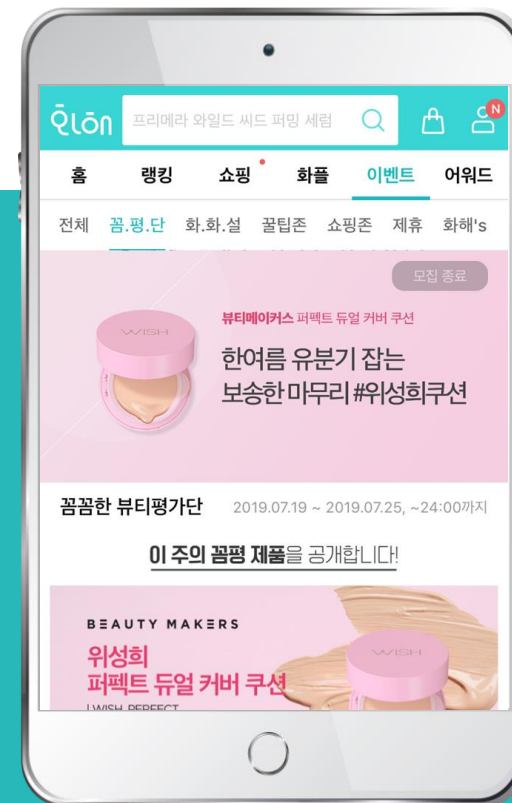 프리메라 와일드 씨드 퍼밍 세럼
N
홈 랭킹 쇼핑 화플 이벤트 어워드
전체 꼼.평.단 화.화.설 꿀팁존 쇼핑존 제휴 화해's
모집 종료
뷰티메이커스 퍼펙트 듀얼 커버 쿠션
WISH
한여름 유분기 잡는
보송한 마무리 #위성희쿠션
꼼꼼한 뷰티평가단 2019.07.19 ~ 2019.07.25, ~24:00까지
이 주의 꼼평 제품을 공개합니다!
BEAUTY MAKERS
위성희
퍼펙트 듀얼 커버 쿠션
WISH
I WISH PERFECT